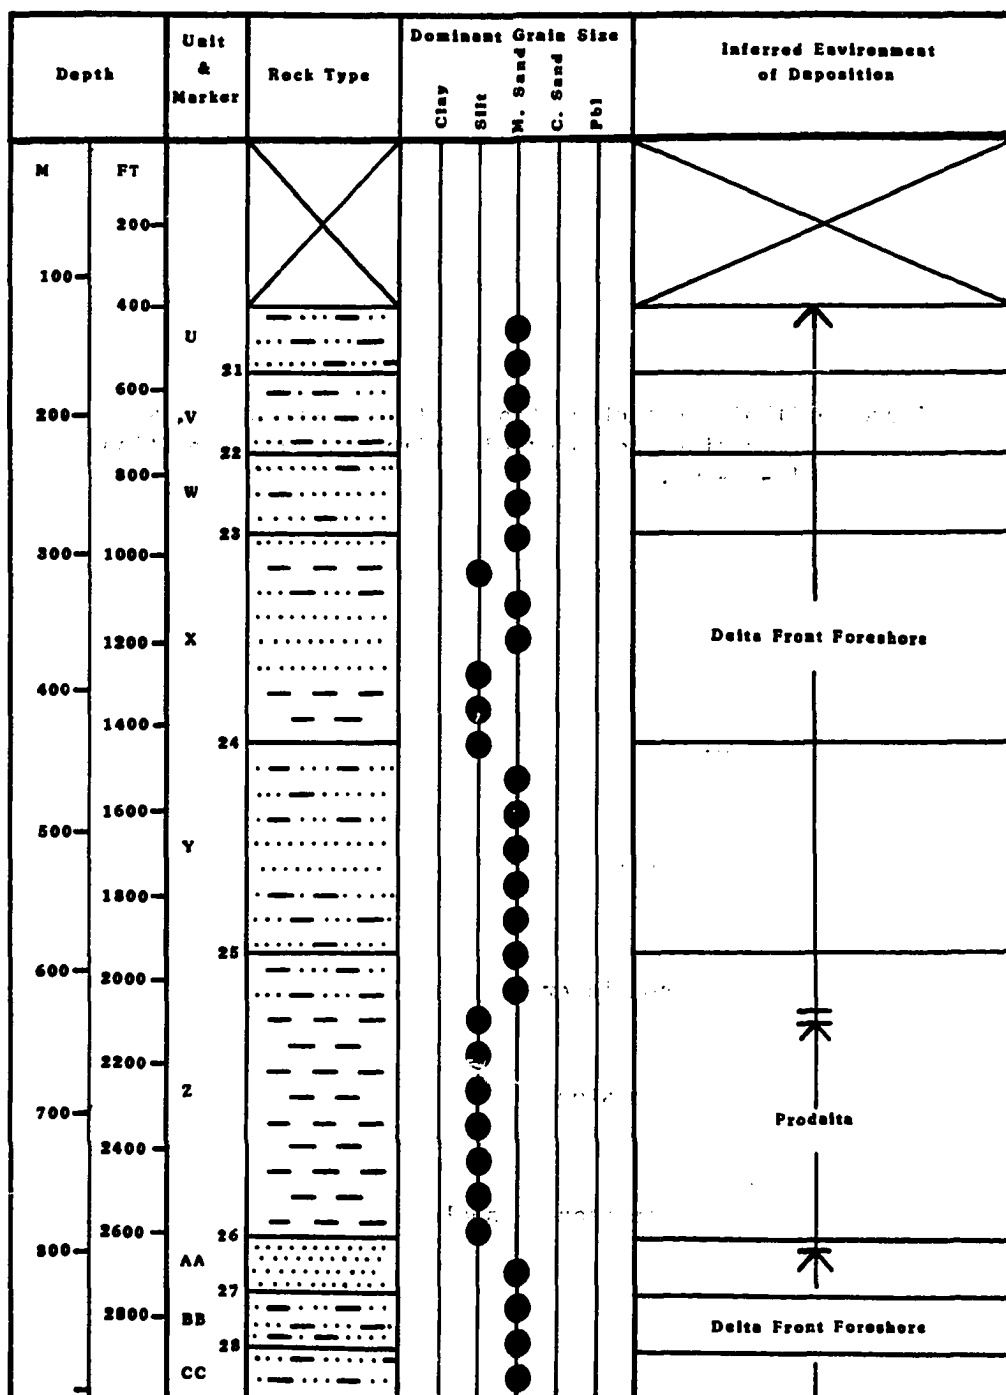 Depth
Unit
&
Marker
Rock Type
Dominant Grain Size
Clay
Silt
M. Sand
C. Sand
Pbl
Inferred Environment
of Deposition
M
FT
200
100
400
U
21
600
200
V
22
800
W
23
300
1000
X
1200
Delta Front Foreshore
400
1400
24
1600
500
Y
1800
25
600
2000
2200
Z
700
Prodelta
2400
2600
26
800
AA
27
2800
BB
Delta Front Foreshore
28
CC